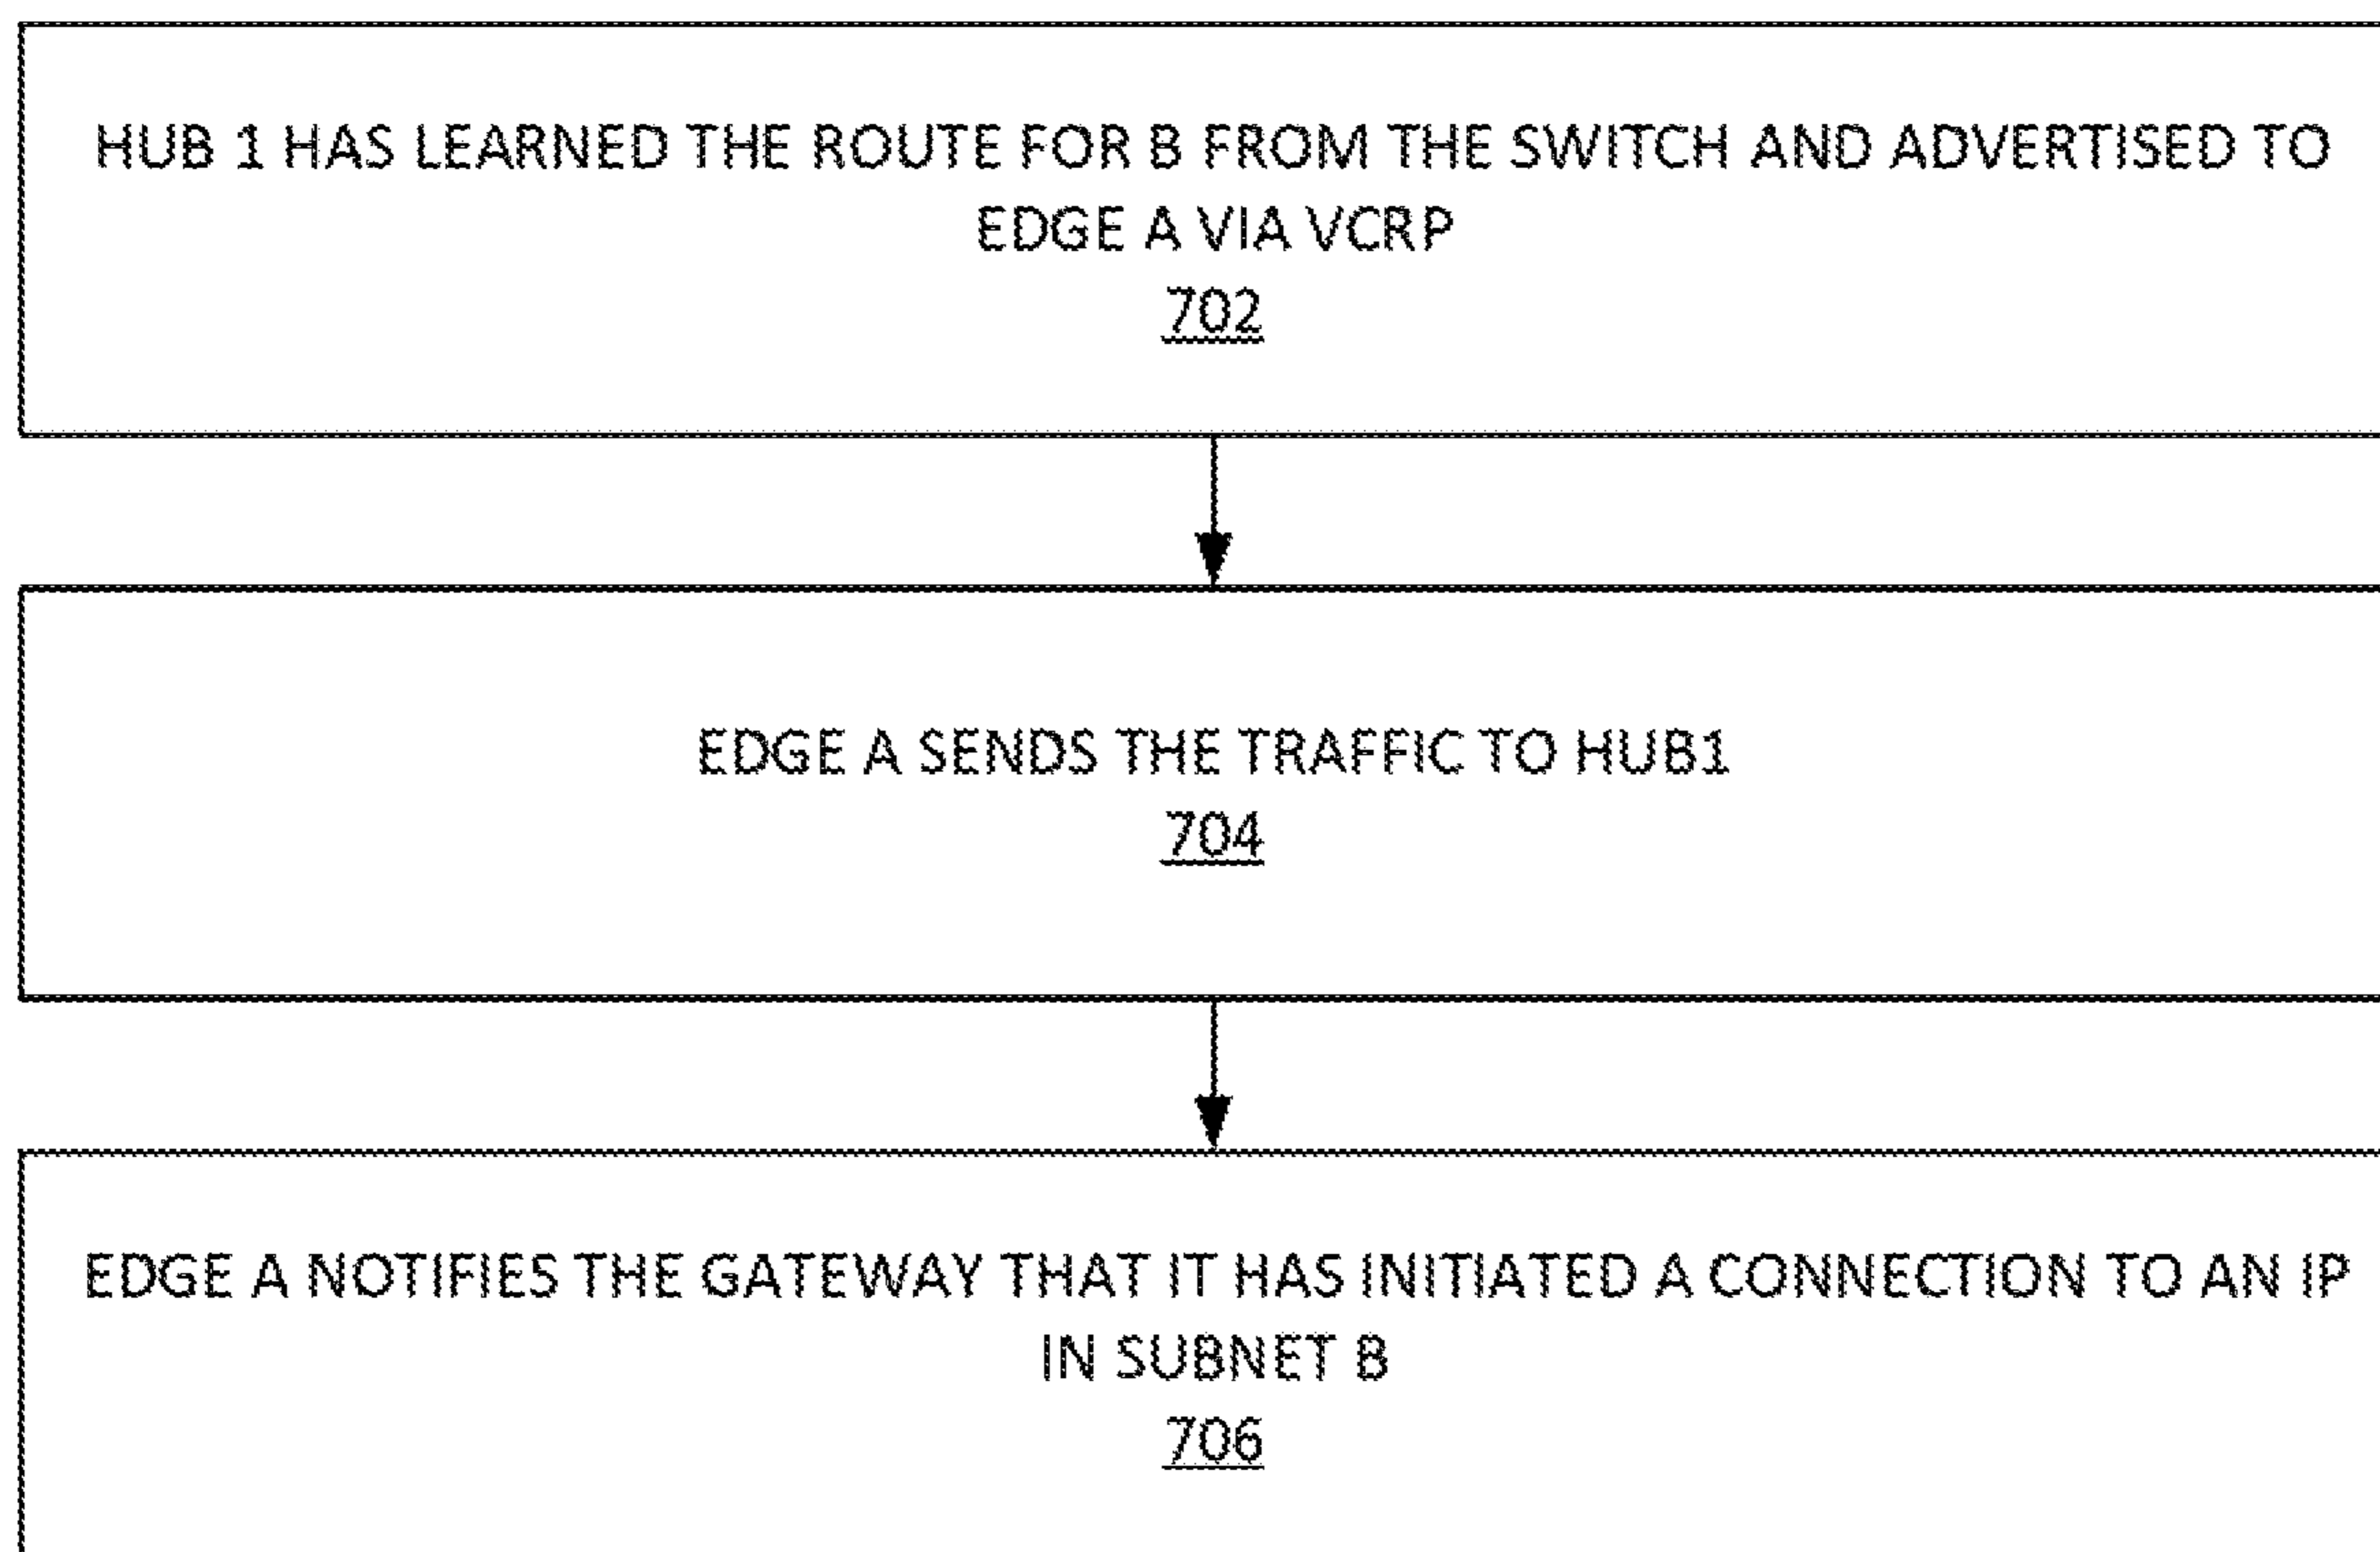 HUB 1 HAS LEARNED THE ROUTE FOR B FROM THE SWITCH AND ADVERTISED TO
EDGE A VIA VCRP
702
EDGE A SENDS THE TRAFFIC TO HUB1
704
EDGE A NOTIFIES THE GATEWAY THAT IT HAS INITIATED A CONNECTION TO AN IP
IN SUBNET B
706